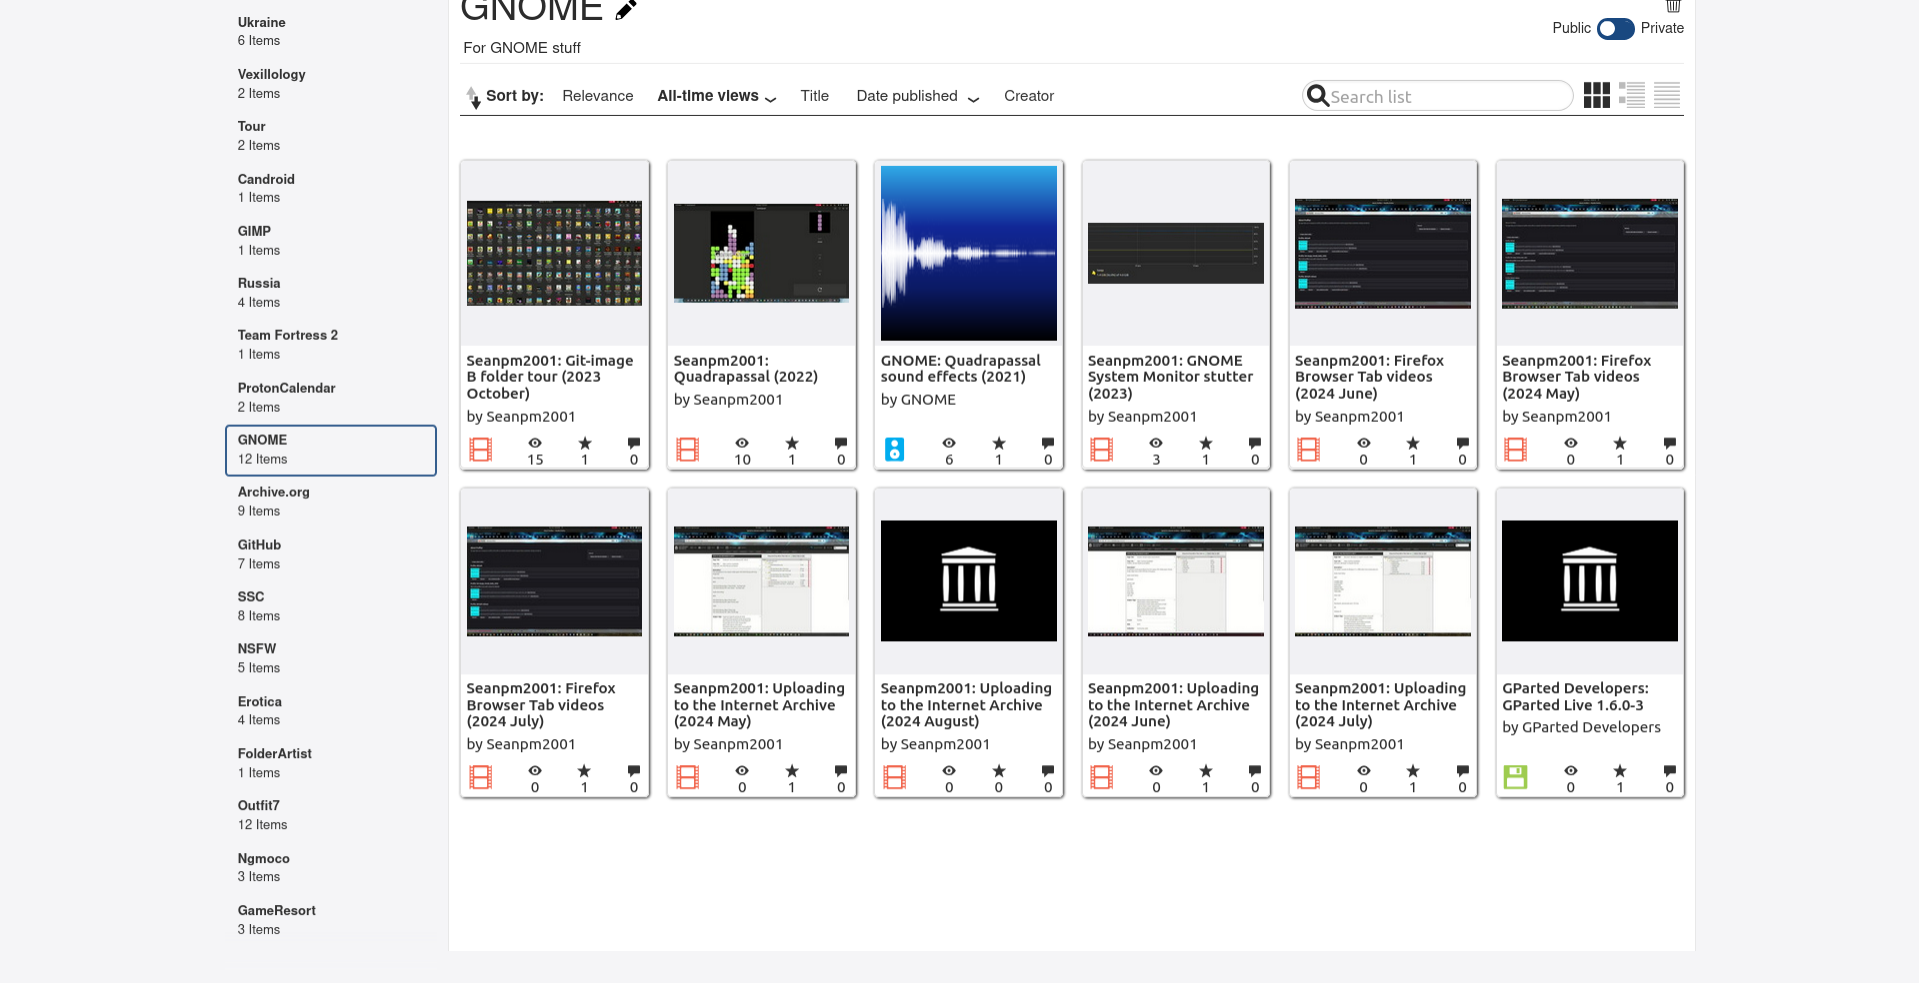 Ukraine
6 Items
Vexillology
2 Items
Tour
2 Items
Candroid
1 Items
GIMP
1 Items
Russia
4 Items
Team Fortress 2
1 Items
ProtonCalendar
2 Items
GNOME
12 Items
Archive.org
9 Items
GitHub
7 Items
SSC
8 Items
NSFW
5 Items
Erotica
4 Items
FolderArtist
1 Items
Outfit7
12 Items
Ngmoco
3 Items
GameResort
3 Items
GNOME
For GNOME stuff
Public Private
Sort by: Relevance All-time views Title Date published Creator
Search list
Seanpm2001: Git-image
B folder tour (2023
October)
by Seanpm2001
15 1 0
Seanpm2001:
Quadrapassal (2022)
by Seanpm2001
10 1 0
GNOME: Quadrapassal
sound effects (2021)
by GNOME
6 1 0
Seanpm2001: GNOME
System Monitor stutter
(2023)
by Seanpm2001
3 1 0
Seanpm2001: Firefox
Browser Tab videos
(2024 June)
by Seanpm2001
0 1 0
Seanpm2001: Firefox
Browser Tab videos
(2024 May)
by Seanpm2001
0 1 0
Seanpm2001: Firefox
Browser Tab videos
(2024 July)
by Seanpm2001
0 1 0
Seanpm2001: Uploading
to the Internet Archive
(2024 May)
by Seanpm2001
0 1 0
Seanpm2001: Uploading
to the Internet Archive
(2024 August)
by Seanpm2001
0 0 0
Seanpm2001: Uploading
to the Internet Archive
(2024 June)
by Seanpm2001
0 1 0
Seanpm2001: Uploading
to the Internet Archive
(2024 July)
by Seanpm2001
0 1 0
GParted Developers:
GParted Live 1.6.0-3
by GParted Developers
0 1 0